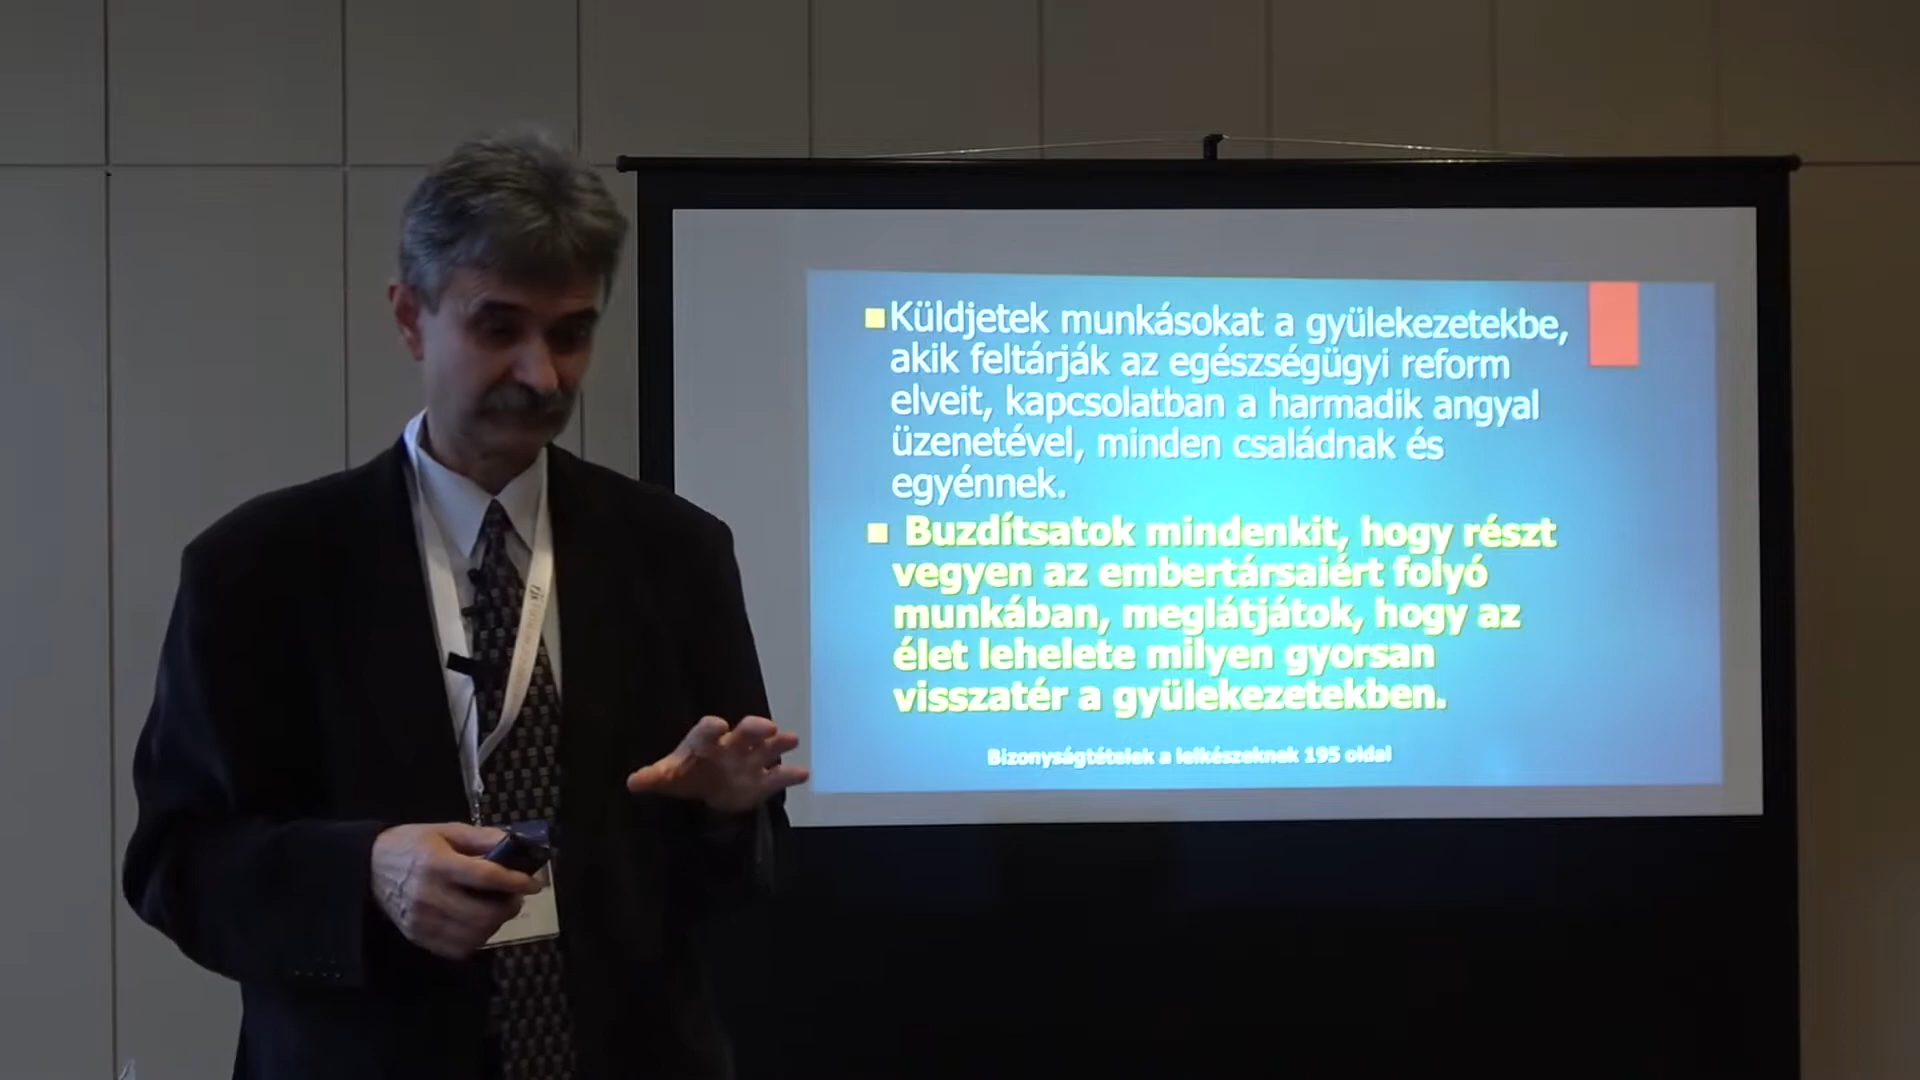 Küldjetek munkásokat a gyülekezetekbe,
akik feltárják az egészségügyi reform
elveit, kapcsolatban a harmadik angyal
üzenetével, minden családnak és
egyénnek.
Buzdítsatok mindenkit, hogy részt
vegyen az embertársaiért folyó
munkában, meglátjátok, hogy az
élet lehelete milyen gyorsan
visszatér a gyülekezetekben.
Bizonyságtételek a lelkészeknek 195 oldal